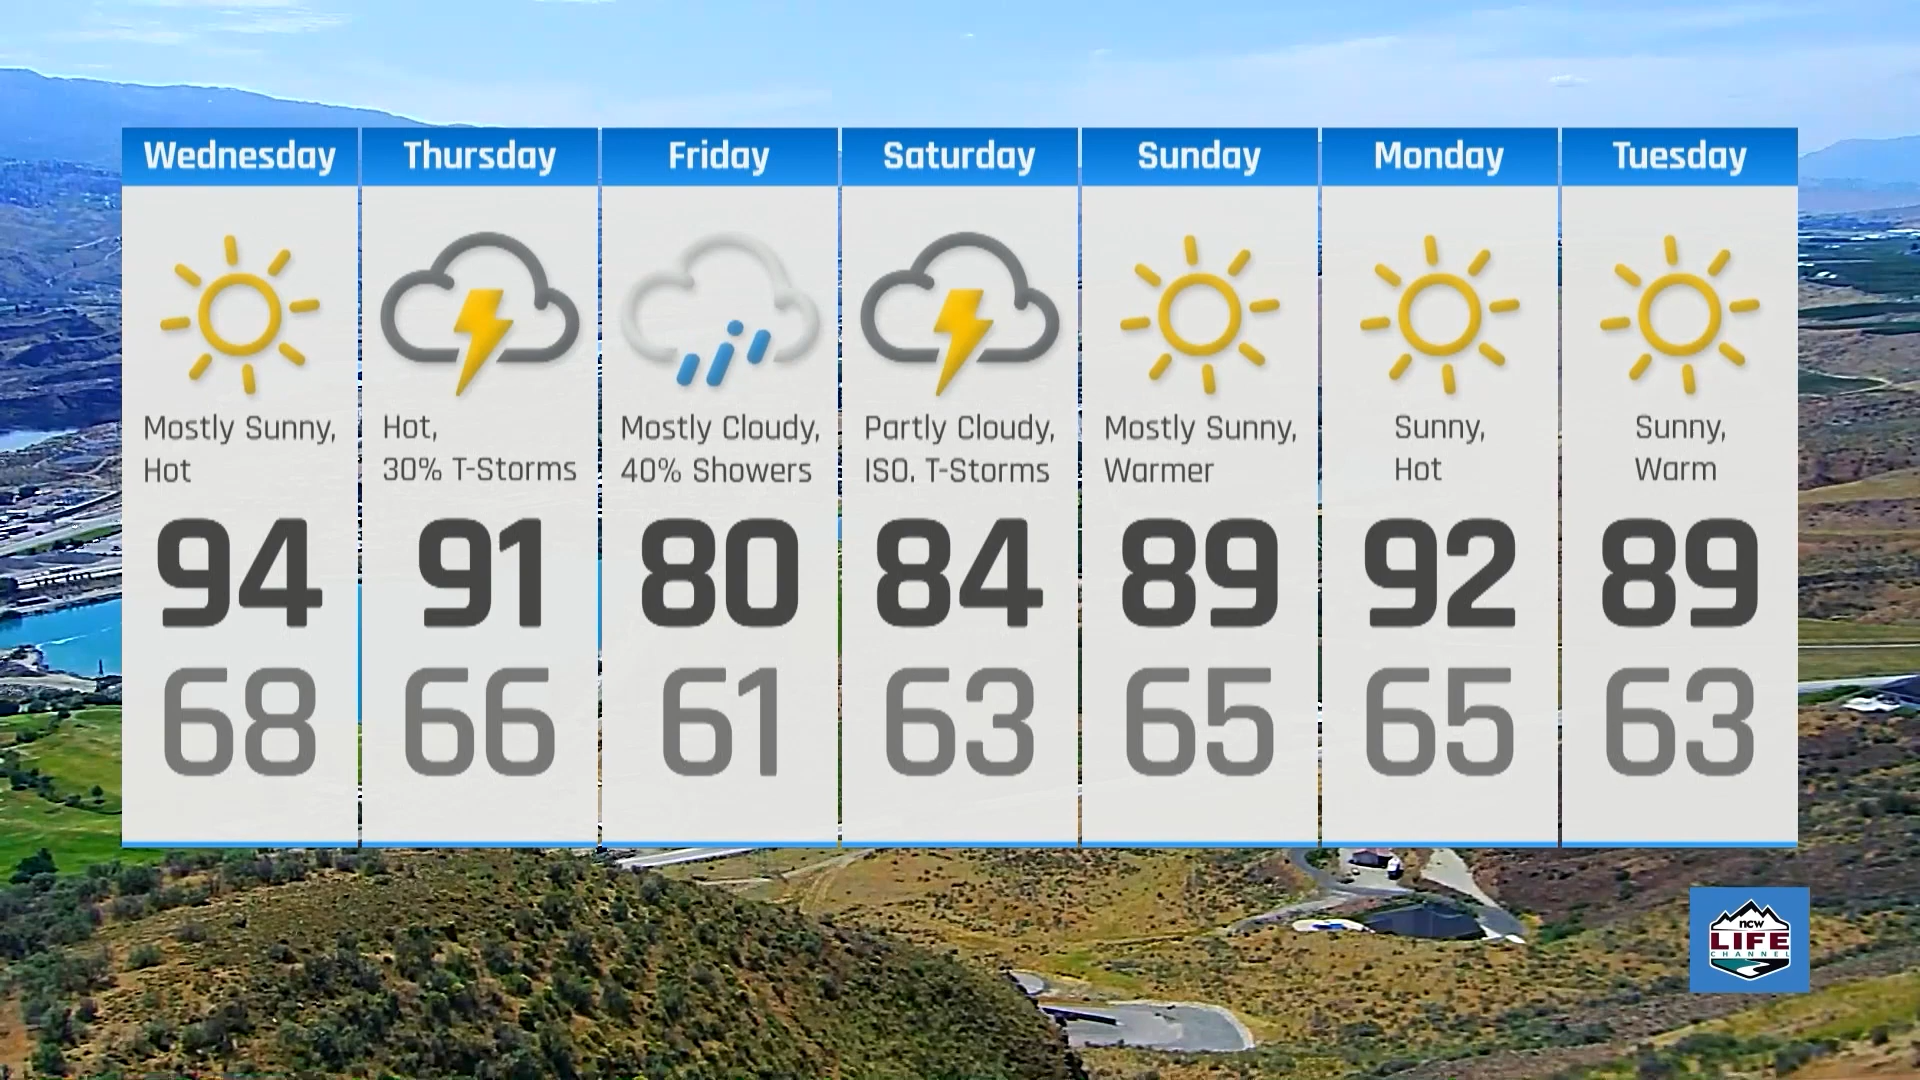 Wednesday
Mostly Sunny,
Hot
94
68
Thursday
Hot,
30% T-Storms
91
66
Friday
Mostly Cloudy,
40% Showers
80
61
Saturday
Partly Cloudy,
ISO. T-Storms
84
63
Sunday
Mostly Sunny,
Warmer
89
65
Monday
Sunny,
Hot
92
65
Tuesday
Sunny,
Warm
89
63
ncw
LIFE
CHANNEL